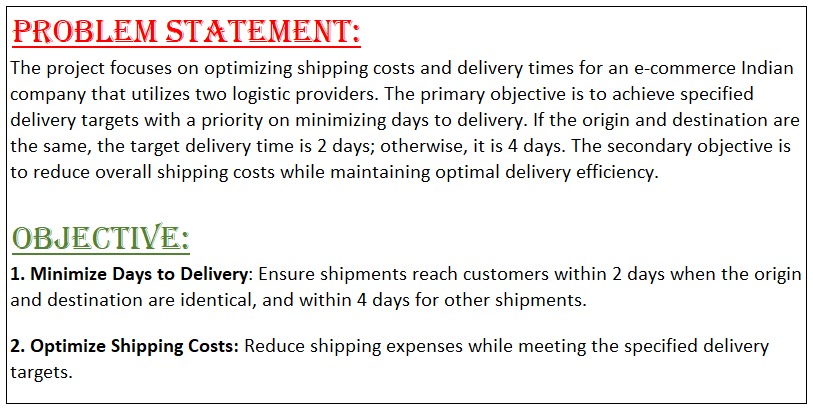 PROBLEM STATEMENT:
The project focuses on optimizing shipping costs and delivery times for an e-commerce Indian
company that utilizes two logistic providers. The primary objective is to achieve specified
delivery targets with a priority on minimizing days to delivery. If the origin and destination are
the same, the target delivery time is 2 days; otherwise, it is 4 days. The secondary objective is
to reduce overall shipping costs while maintaining optimal delivery efficiency.
OBJECTIVE:
1. Minimize Days to Delivery: Ensure shipments reach customers within 2 days when the origin
and destination are identical, and within 4 days for other shipments.
2. Optimize Shipping Costs: Reduce shipping expenses while meeting the specified delivery
targets.